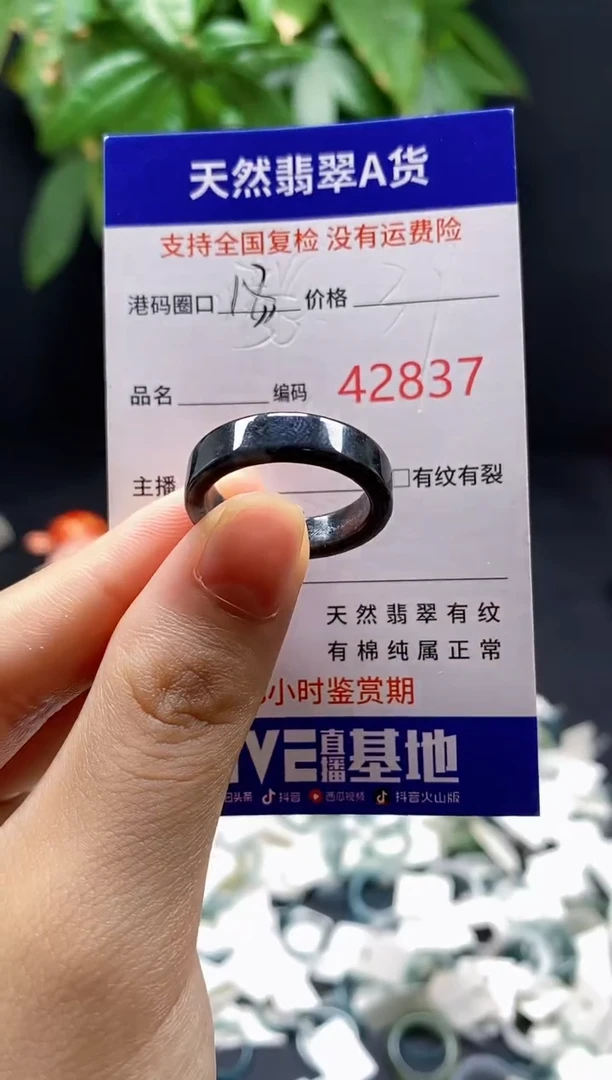 天然翡翠A货
支持全国复检 没有运费险
港码圈口 价格
品名 编码 42837
主播 □有纹有裂
天然翡翠有纹
有棉纯属正常
小时鉴赏期
直播基地
头条 抖音 西瓜视频 抖音火山版